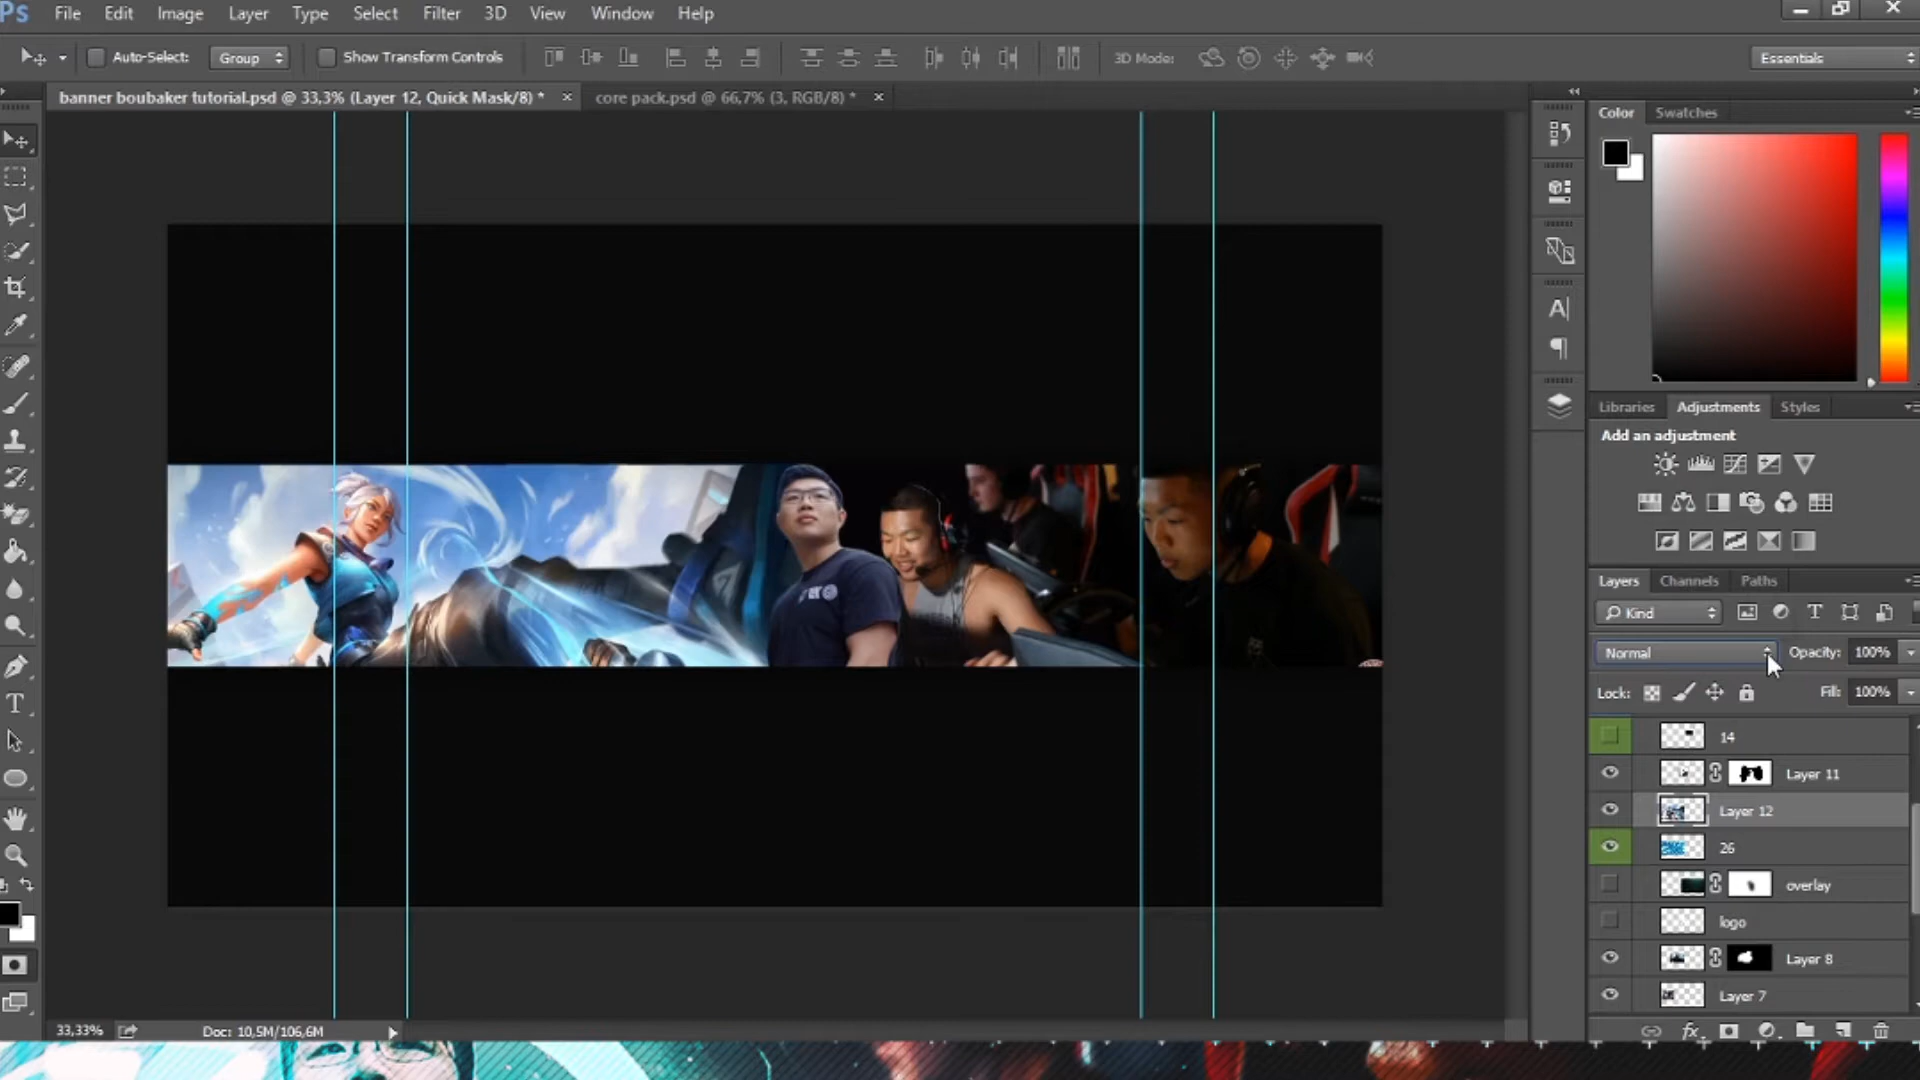 Ps File Edit Image Layer Type Select Filter 3D View Window Help
Auto-Select: Group Show Transform Controls 3D Mode: Essentials
banner boubaker tutorial.psd @ 33,3% (Layer 12, Quick Mask/8) * × core pack.psd @ 66,7% (3, RGB/8) * ×
Color Swatches
Libraries Adjustments Styles
Add an adjustment
Layers Channels Paths
Kind
Normal Opacity: 100%
Lock: Fill: 100%
14
Layer 11
Layer 12
26
overlay
logo
Layer 8
Layer 7
33,33% Doc: 10,5M/106,6M